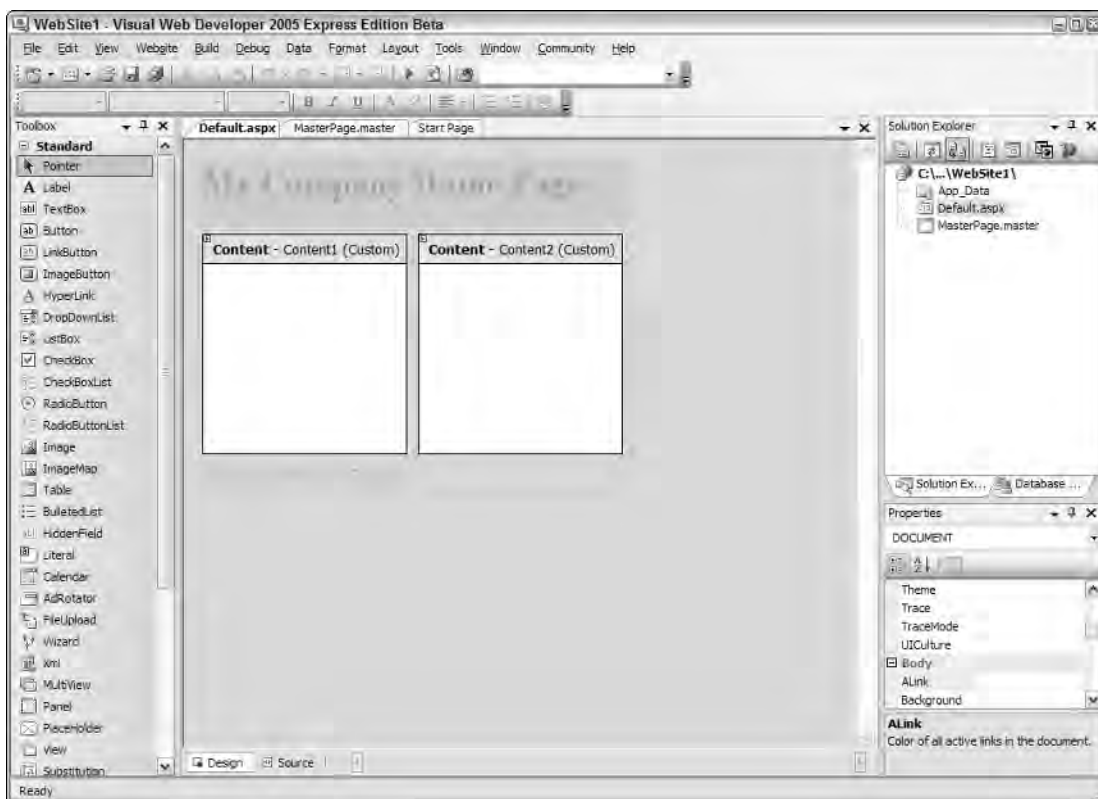 WebSite1 - Visual Web Developer 2005 Express Edition Beta
File Edit View Website Build Debug Data Format Layout Tools Window Community Help
B I U A
Toolbox
Standard
Pointer
A Label
abl TextBox
ab Button
ab LinkButton
ImageButton
A HyperLink
DropDownList
ListBox
CheckBox
CheckBoxList
RadioButton
RadioButtonList
Image
ImageMap
Table
BulletedList
HiddenField
Literal
Calendar
AdRotator
FileUpload
Wizard
Xml
MultiView
Panel
Placeholder
View
Substitution
Default.aspx MasterPage.master Start Page
My Company Home Page
Content - Content1 (Custom) Content - Content2 (Custom)
Design Source
Solution Explorer
C:\...\WebSite1\
App_Data
Default.aspx
MasterPage.master
Solution Ex... Database ...
Properties
DOCUMENT
Theme
Trace
TraceMode
UICulture
Body
ALink
Background
ALink
Color of all active links in the document.
Ready